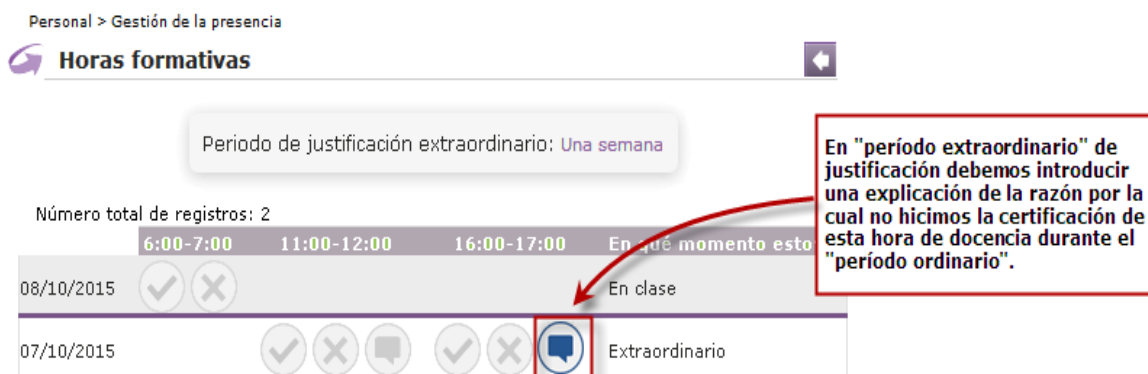 Personal > Gestión de la presencia
Horas formativas
Periodo de justificación extraordinario: Una semana
En "período extraordinario" de
justificación debemos introducir
una explicación de la razón por la
cual no hicimos la certificación de
esta hora de docencia durante el
"período ordinario".
Número total de registros: 2
6:00-7:00 11:00-12:00 16:00-17:00 En qué momento esto
08/10/2015 En clase
07/10/2015 Extraordinario